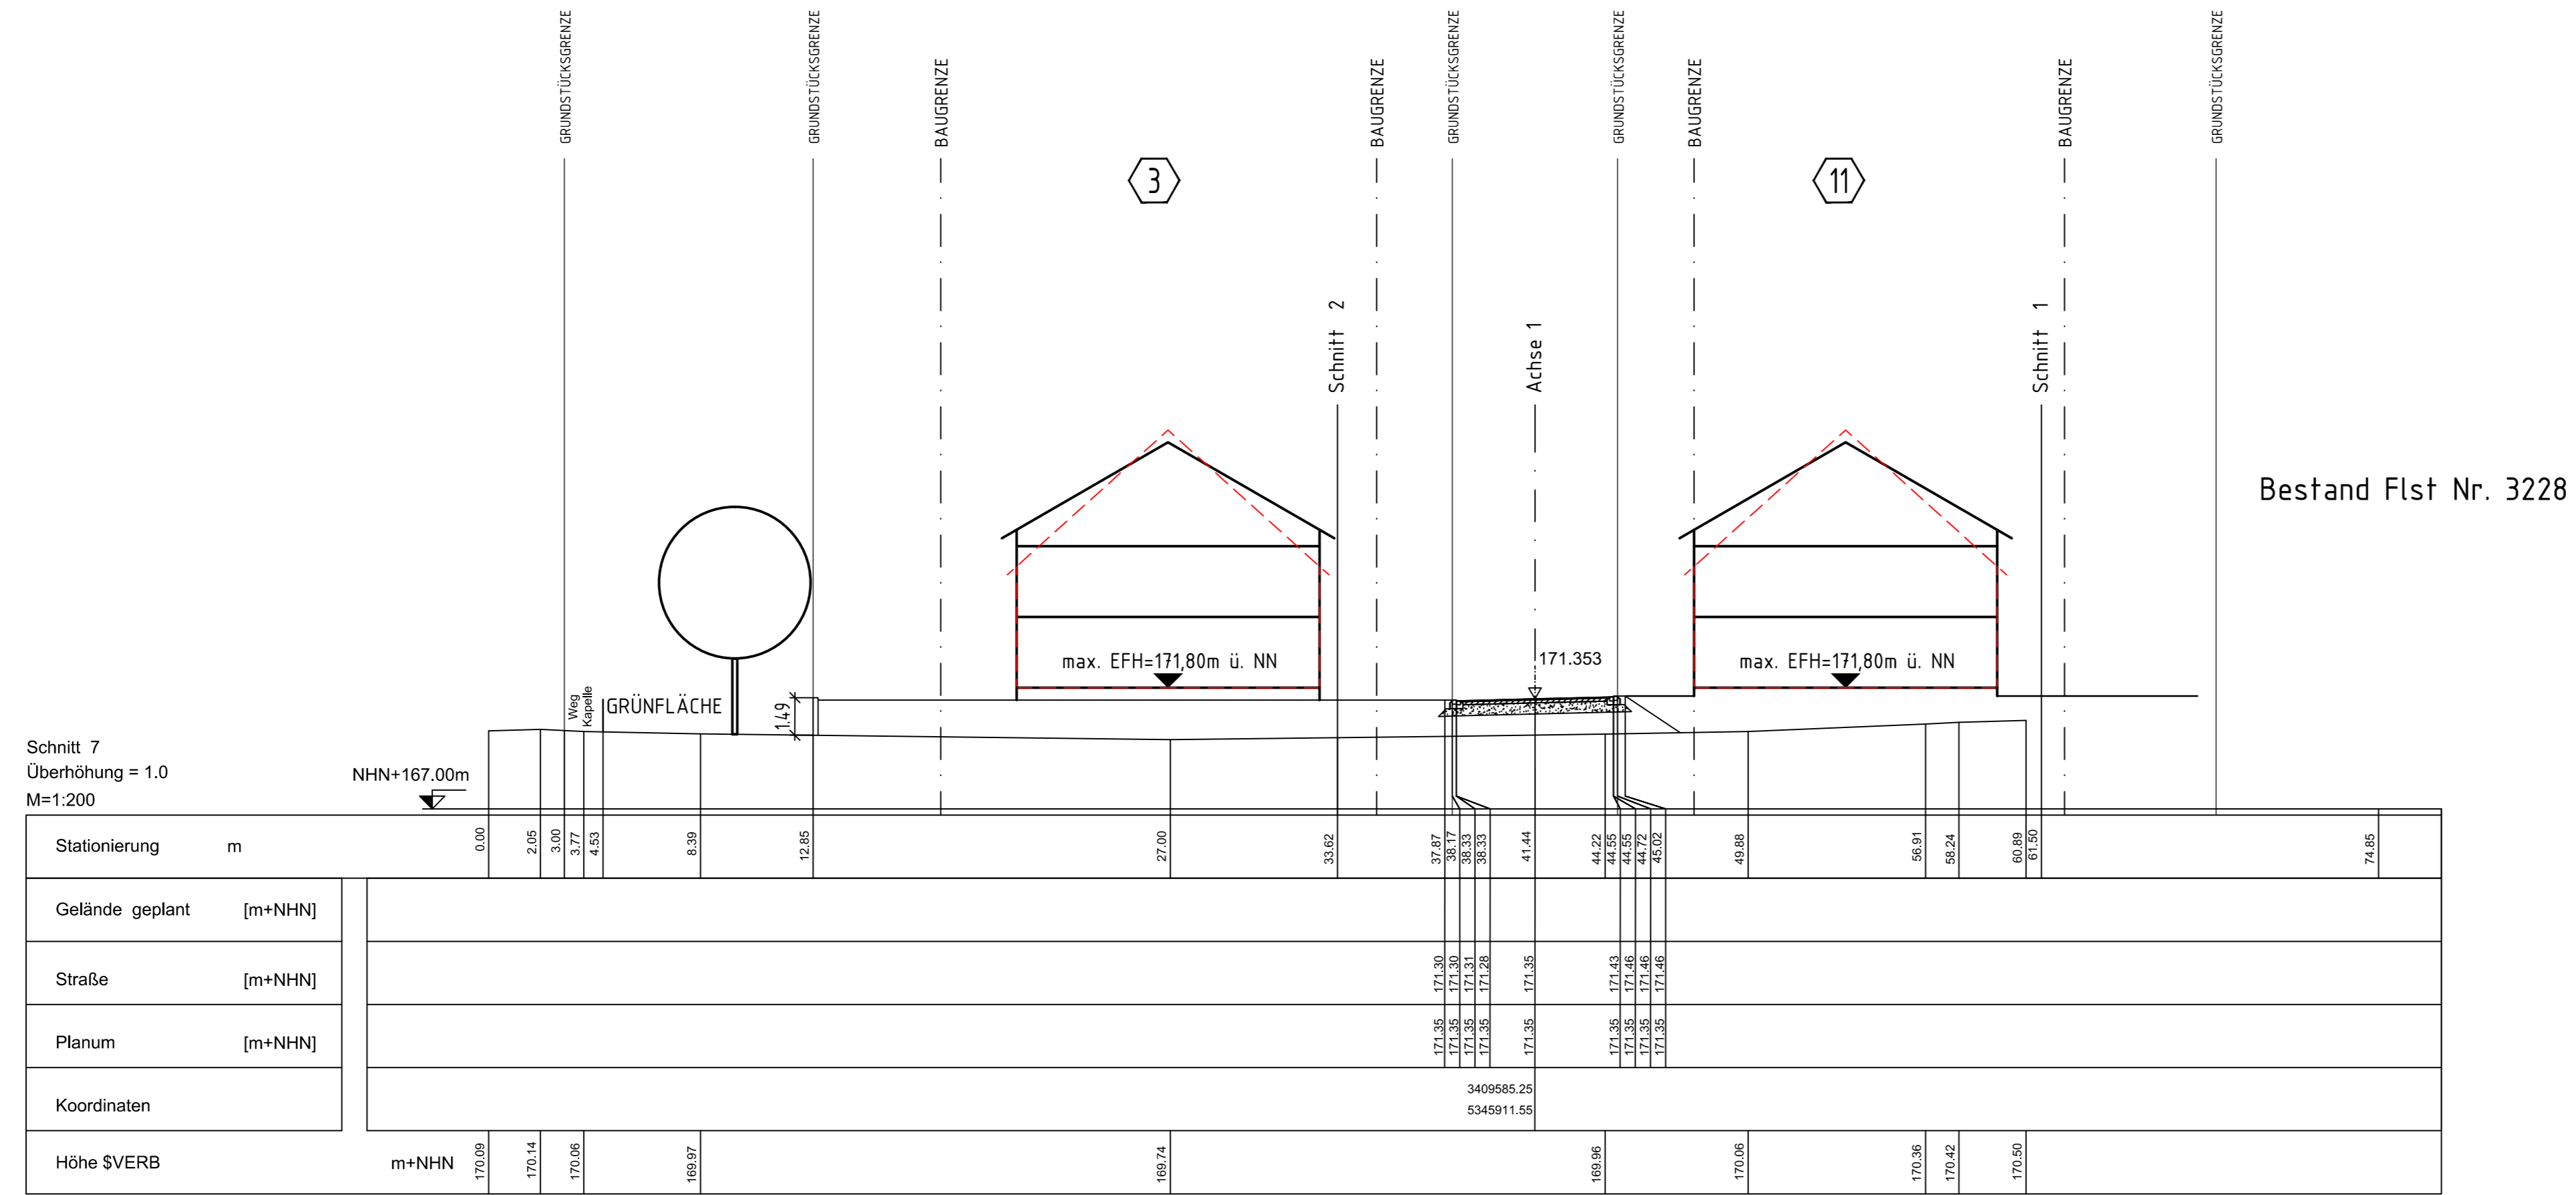 GRUNDSTÜCKSGRENZE
GRUNDSTÜCKSGRENZE
BAUGRENZE
BAUGRENZE
GRUNDSTÜCKSGRENZE
GRUNDSTÜCKSGRENZE
BAUGRENZE
BAUGRENZE
GRUNDSTÜCKSGRENZE
3
11
Schnitt 2
Achse 1
Schnitt 1
Bestand Flst Nr. 3228
max. EFH=171,80m ü. NN
171.353
max. EFH=171,80m ü. NN
Weg
Kapelle
GRÜNFLÄCHE
1.49
Schnitt 7
Überhöhung = 1.0
M=1:200
NHN+167.00m
Stationierung m
0.00
2.05
3.00
3.77
4.53
8.39
12.85
27.00
33.62
37.87
38.17
38.33
38.33
41.44
44.22
44.55
44.55
44.72
45.02
49.88
56.91
58.24
60.89
61.50
74.85
Gelände geplant [m+NHN]
Straße [m+NHN]
171.30
171.30
171.31
171.28
171.35
171.43
171.46
171.46
171.46
Planum [m+NHN]
171.35
171.35
171.35
171.35
171.35
171.35
171.35
171.35
171.35
Koordinaten
3409585.25
5345911.55
Höhe $VERB m+NHN
170.09
170.14
170.06
169.97
169.74
169.96
170.06
170.36
170.42
170.50